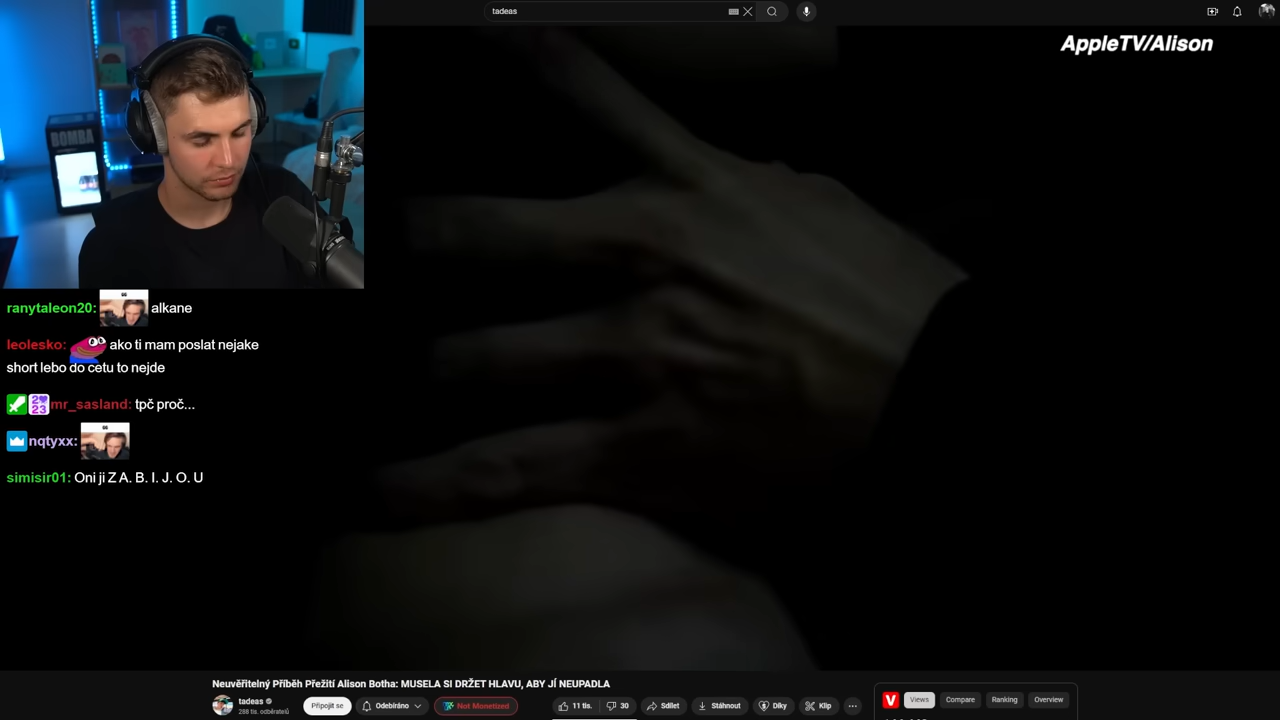 tadeas
AppleTV/Alison
BOMBA
ranytaleon20: alkane
leolesko: ako ti mam poslat nejake
short lebo do cetu to nejde
mr_sasland: tpč proč...
nqtyxx:
simisir01: Oni ji Z A. B. I. J. O. U
Neuvěřitelný Příběh Přežití Alison Botha: MUSELA SI DRŽET HLAVU, ABY JÍ NEUPADLA
tadeas
288 tis. odběratelů
Připojit se
Odebíráno
Not Monetized
11 tis.
30
Sdílet
Stáhnout
Díky
Klip
Views
Compare
Ranking
Overview